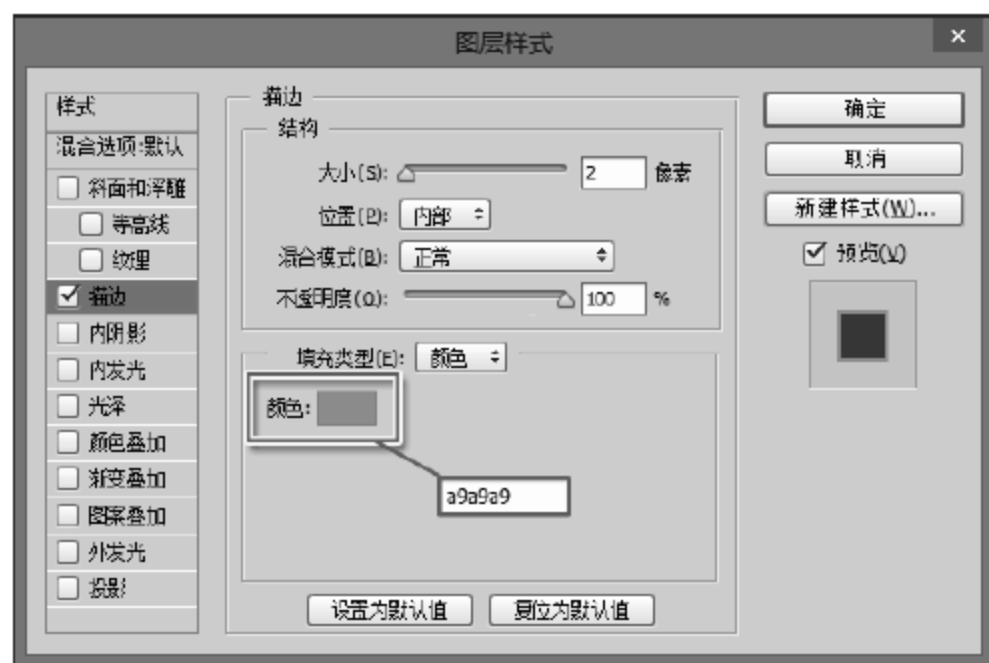 图层样式
样式
混合选项:默认
斜面和浮雕
等高线
纹理
描边
内阴影
内发光
光泽
颜色叠加
渐变叠加
图案叠加
外发光
投影
描边
结构
大小(S): 2 像素
位置(P): 内部
混合模式(B): 正常
不透明度(O): 100 %
填充类型(E): 颜色
颜色:
a9a9a9
设置为默认值 复位为默认值
确定
取消
新建样式(W)...
预览(V)